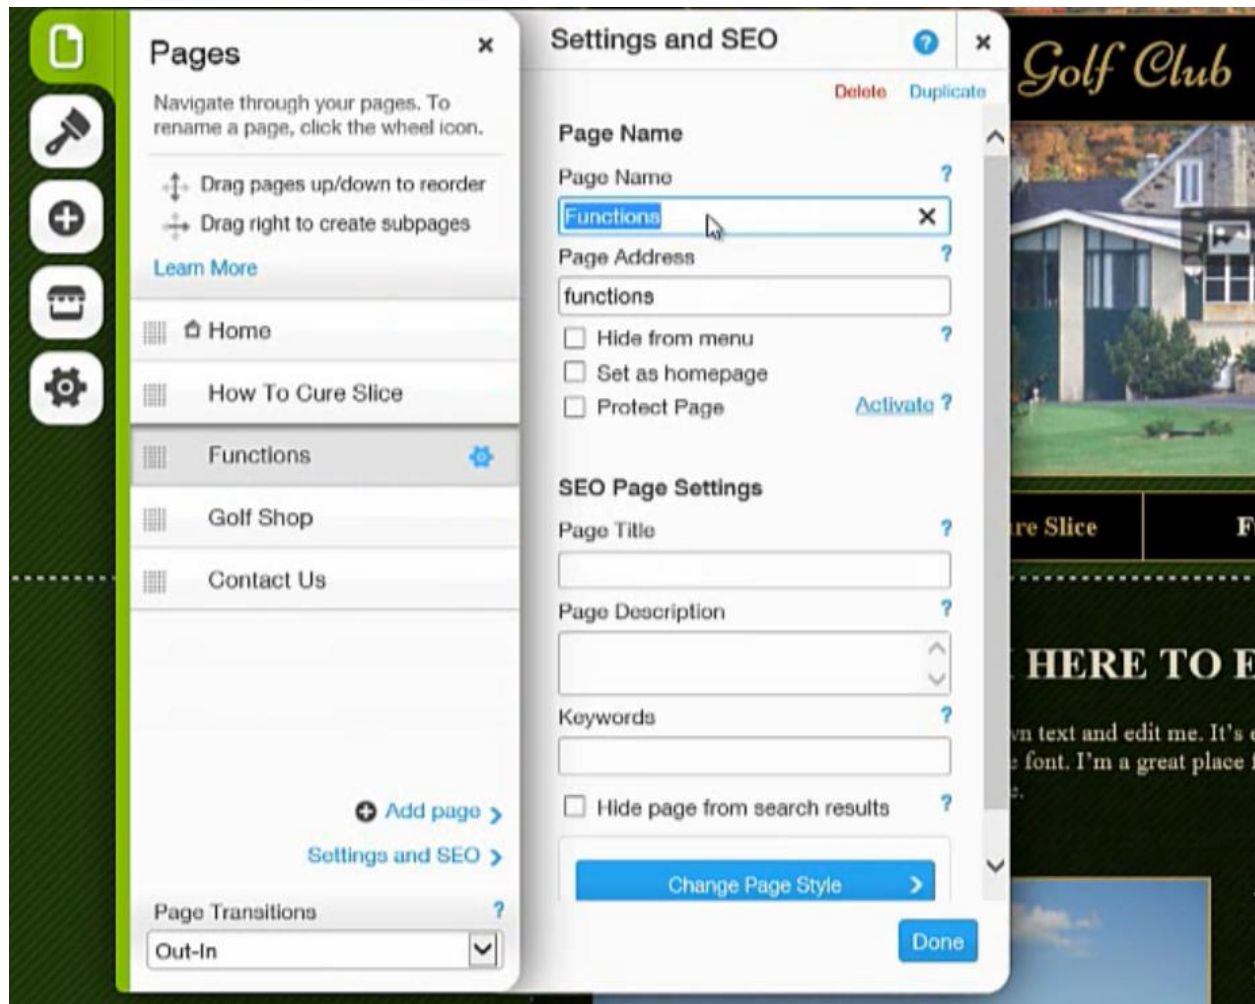 Pages
Navigate through your pages. To
rename a page, click the wheel icon.
Drag pages up/down to reorder
Drag right to create subpages
Learn More
Home
How To Cure Slice
Functions
Golf Shop
Contact Us
Add page
Settings and SEO
Page Transitions
?
Out-In
Settings and SEO
?
Delete Duplicate
Page Name
Page Name
?
Functions
Page Address
?
functions
Hide from menu
?
Set as homepage
Protect Page
Activate ?
SEO Page Settings
Page Title
?
Page Description
?
Keywords
?
Hide page from search results
?
Change Page Style
Done
Golf Club
re Slice
F
HERE TO E
n text and edit me. It's
font. I'm a great place